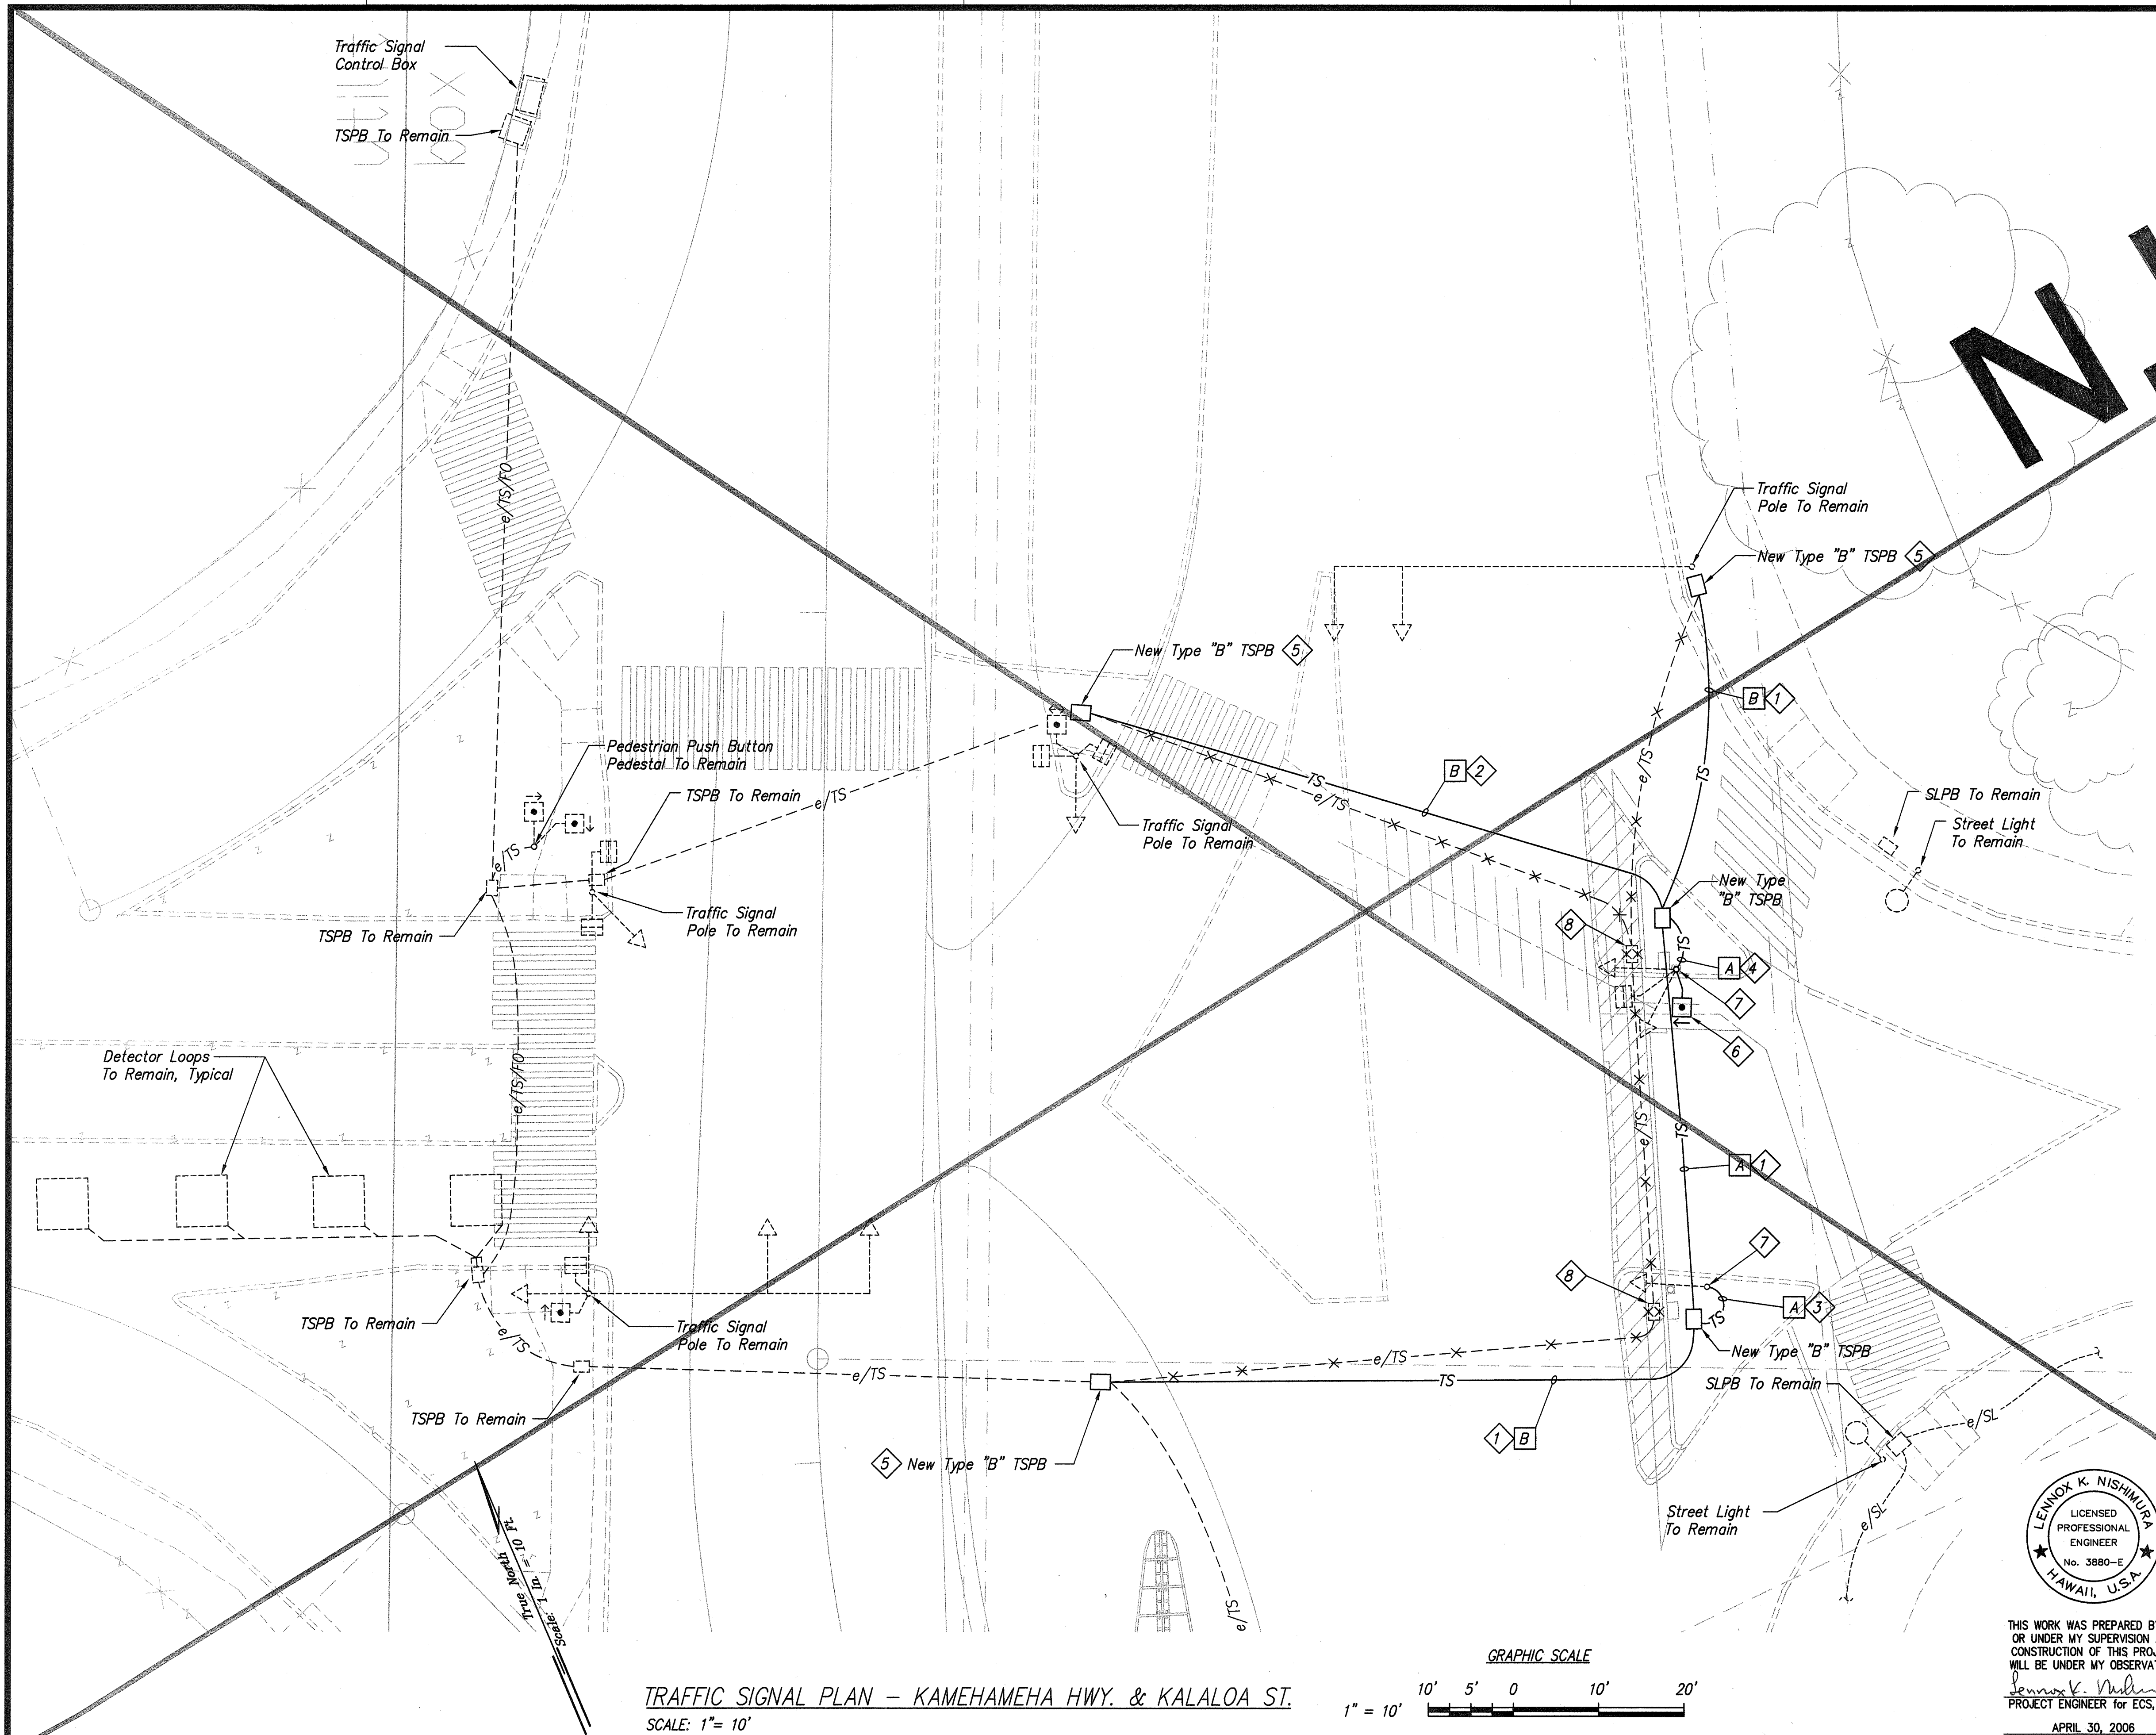 Traffic Signal
Control Box
Utility
box
TSPB To Remain
e/TS/FO
Traffic Signal
Pole To Remain
New Type "B" TSPB 5
New Type "B" TSPB 5
B 1
e/TS
TS
Pedestrian Push Button
Pedestal To Remain
TSPB To Remain
e/TS
e/TS
B 2
TS
e/TS
SLPB To Remain
Street Light
To Remain
Traffic Signal
Pole To Remain
New Type
"B" TSPB
Traffic Signal
Pole To Remain
TSPB To Remain
8
TS
A 4
7
6
Detector Loops
To Remain, Typical
e/TS/FO
e/TS
TS
A 1
7
8
A 3
TS
TSPB To Remain
Traffic Signal
Pole To Remain
e/TS
New Type "B" TSPB
e/TS
e/TS
TS
SLPB To Remain
TSPB To Remain
e/SL
1 B
5 New Type "B" TSPB
Street Light
To Remain
e/SL
e/TS
True North
Scale: 1 In. = 10 Ft.
LENNOX K. NISHIMURA
LICENSED
PROFESSIONAL
ENGINEER
No. 3880-E
HAWAII, U.S.A.
THIS WORK WAS PREPARED B
OR UNDER MY SUPERVISION
CONSTRUCTION OF THIS PROJ
WILL BE UNDER MY OBSERVA
PROJECT ENGINEER for ECS,
APRIL 30, 2006
GRAPHIC SCALE
1" = 10'
10' 5' 0 10' 20'
TRAFFIC SIGNAL PLAN – KAMEHAMEHA HWY. & KALALOA ST.
SCALE: 1"= 10'
N